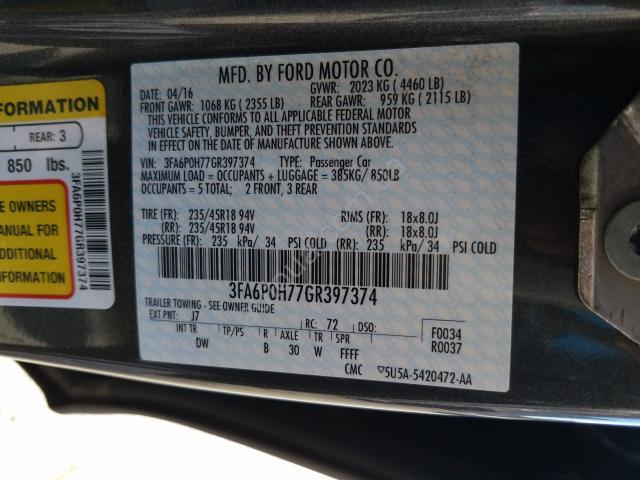 INFORMATION
REAR: 3
850 lbs.
SEE OWNERS
MANUAL FOR
ADDITIONAL
INFORMATION
3FA6P0H77GR397374
MFD. BY FORD MOTOR CO.
DATE: 04/16 GVWR: 2023 KG ( 4460 LB)
FRONT GAWR: 1068 KG ( 2355 LB) REAR GAWR: 959 KG ( 2115 LB)
THIS VEHICLE CONFORMS TO ALL APPLICABLE FEDERAL MOTOR
VEHICLE SAFETY, BUMPER, AND THEFT PREVENTION STANDARDS
IN EFFECT ON THE DATE OF MANUFACTURE SHOWN ABOVE.
VIN: 3FA6P0H77GR397374 TYPE: Passenger Car
MAXIMUM LOAD = OCCUPANTS + LUGGAGE = 385KG/ 850LB
OCCUPANTS = 5 TOTAL; 2 FRONT, 3 REAR
TIRE (FR): 235/45R18 94V RIMS (FR): 18x8.0J
(RR): 235/45R18 94V (RR): 18x8.0J
PRESSURE (FR): 235 kPa/ 34 PSI COLD (RR): 235 kPa/ 34 PSI COLD
3FA6P0H77GR397374
TRAILER TOWING - SEE OWNER GUIDE
EXT PNT: J7 RC: 72 DSO:
INT TR TP/PS R AXLE TR SPR
DW B 30 W FFFF
F0034
R0037
CMC ▽5U5A-5420472-AA